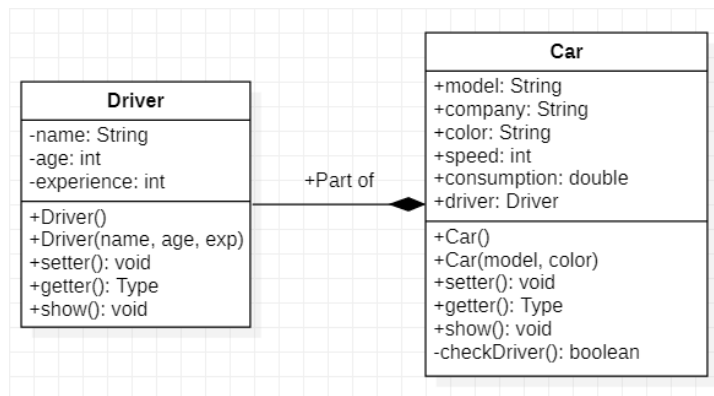 Driver
-name: String
-age: int
-experience: int
+Driver()
+Driver(name, age, exp)
+setter(): void
+getter(): Type
+show(): void
+Part of
Car
+model: String
+company: String
+color: String
+speed: int
+consumption: double
+driver: Driver
+Car()
+Car(model, color)
+setter(): void
+getter(): Type
+show(): void
-checkDriver(): boolean